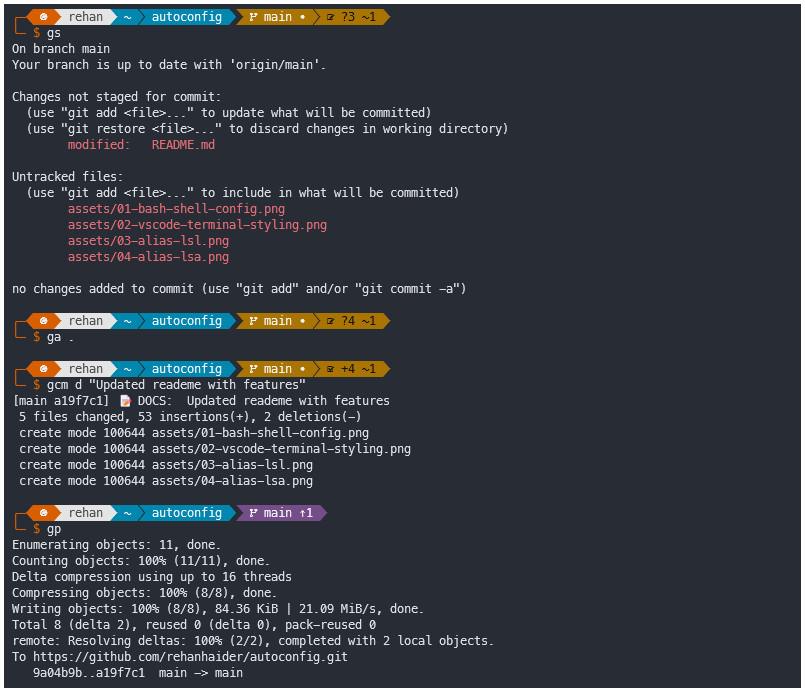 rehan ~ autoconfig main • ?3 ~1
$ gs
On branch main
Your branch is up to date with 'origin/main'.
Changes not staged for commit:
(use "git add <file>..." to update what will be committed)
(use "git restore <file>..." to discard changes in working directory)
modified: README.md
Untracked files:
(use "git add <file>..." to include in what will be committed)
assets/01-bash-shell-config.png
assets/02-vscode-terminal-styling.png
assets/03-alias-lsl.png
assets/04-alias-lsa.png
no changes added to commit (use "git add" and/or "git commit -a")
rehan ~ autoconfig main • ?4 ~1
$ ga .
rehan ~ autoconfig main • +4 ~1
$ gcm d "Updated reademe with features"
[main a19f7c1] 📝 DOCS: Updated reademe with features
5 files changed, 53 insertions(+), 2 deletions(-)
create mode 100644 assets/01-bash-shell-config.png
create mode 100644 assets/02-vscode-terminal-styling.png
create mode 100644 assets/03-alias-lsl.png
create mode 100644 assets/04-alias-lsa.png
rehan ~ autoconfig main ↑1
$ gp
Enumerating objects: 11, done.
Counting objects: 100% (11/11), done.
Delta compression using up to 16 threads
Compressing objects: 100% (8/8), done.
Writing objects: 100% (8/8), 84.36 KiB | 21.09 MiB/s, done.
Total 8 (delta 2), reused 0 (delta 0), pack-reused 0
remote: Resolving deltas: 100% (2/2), completed with 2 local objects.
To https://github.com/rehanhaider/autoconfig.git
9a04b9b..a19f7c1 main -> main